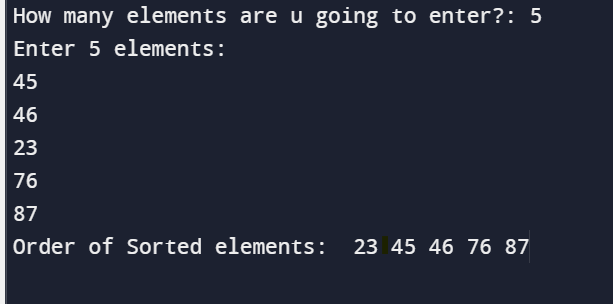 How many elements are u going to enter?: 5
Enter 5 elements:
45
46
23
76
87
Order of Sorted elements:  23 45 46 76 87